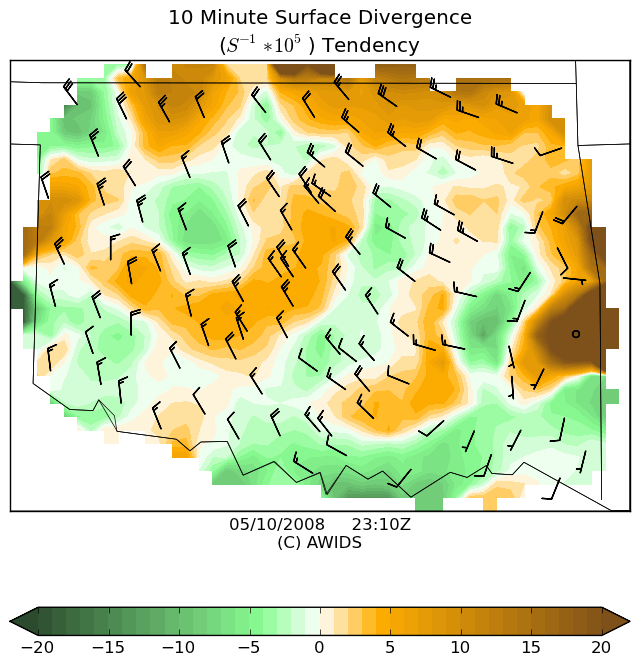 10 Minute Surface Divergence
(S⁻¹ * 10⁵ ) Tendency
05/10/2008 23:10Z
(C) AWIDS
−20 −15 −10 −5 0 5 10 15 20